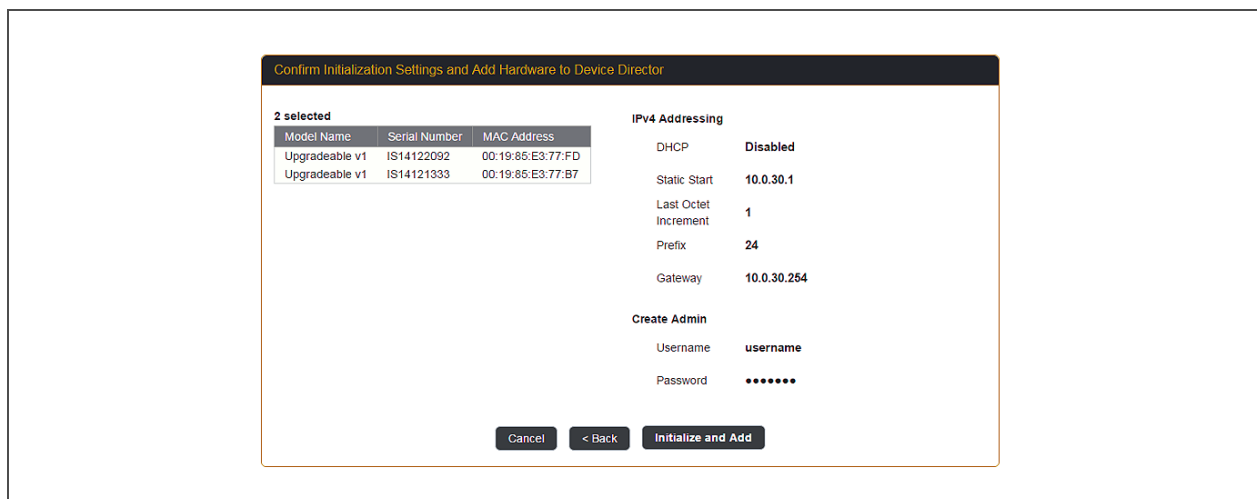 Confirm Initialization Settings and Add Hardware to Device Director
2 selected
Model Name Serial Number MAC Address
Upgradeable v1 IS14122092 00:19:85:E3:77:FD
Upgradeable v1 IS14121333 00:19:85:E3:77:B7
IPv4 Addressing
DHCP Disabled
Static Start 10.0.30.1
Last Octet
Increment 1
Prefix 24
Gateway 10.0.30.254
Create Admin
Username username
Password •••••••
Cancel < Back Initialize and Add